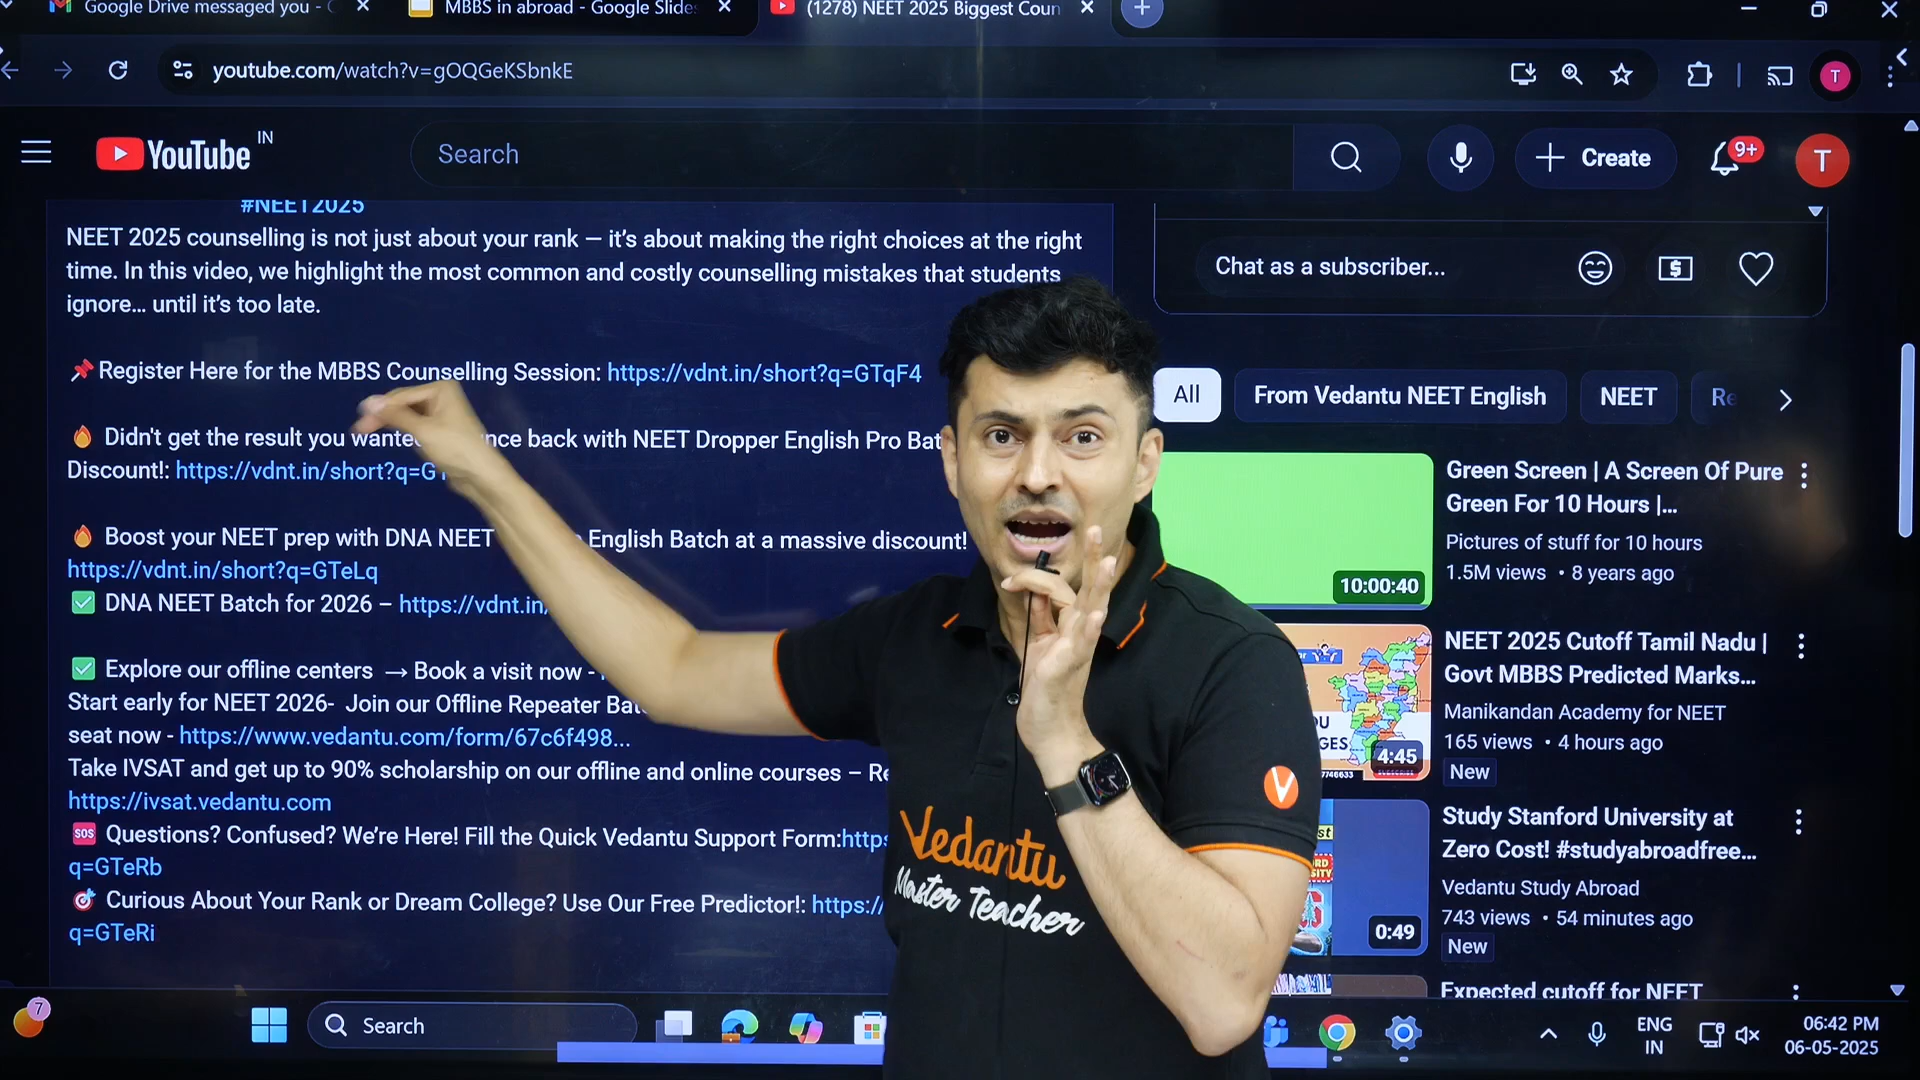 Google Drive messaged you -
MBBS in abroad - Google Slides
(1278) NEET 2025 Biggest Coun
youtube.com/watch?v=gOQGeKSbnkE
T
YouTube IN
Search
Create
9+
T
#NEET2025
NEET 2025 counselling is not just about your rank — it's about making the right choices at the right
time. In this video, we highlight the most common and costly counselling mistakes that students
ignore... until it's too late.
📌 Register Here for the MBBS Counselling Session: https://vdnt.in/short?q=GTqF4
🔥 Didn't get the result you wanted back with NEET Dropper English Pro
Discount!: https://vdnt.in/short?q=G
🔥 Boost your NEET prep with DNA NEET English Batch at a massive discount!
https://vdnt.in/short?q=GTeLq
✅ DNA NEET Batch for 2026 – https://vdnt.in/
✅ Explore our offline centers → Book a visit now -
Start early for NEET 2026- Join our Offline Repeater
seat now - https://www.vedantu.com/form/67c6f498...
Take IVSAT and get up to 90% scholarship on our offline and online courses –
https://ivsat.vedantu.com
🆘 Questions? Confused? We're Here! Fill the Quick Vedantu Support Form:https
q=GTeRb
🎯 Curious About Your Rank or Dream College? Use Our Free Predictor!: https://
q=GTeRi
Chat as a subscriber...
All
From Vedantu NEET English
NEET
Re
Green Screen | A Screen Of Pure
Green For 10 Hours |...
Pictures of stuff for 10 hours
1.5M views • 8 years ago
10:00:40
NEET 2025 Cutoff Tamil Nadu |
Govt MBBS Predicted Marks...
Manikandan Academy for NEET
165 views • 4 hours ago
New
4:45
Study Stanford University at
Zero Cost! #studyabroadfree...
Vedantu Study Abroad
743 views • 54 minutes ago
New
0:49
Expected cutoff for NEET
Vedantu
Master Teacher
V
7
Search
ENG
IN
06:42 PM
06-05-2025